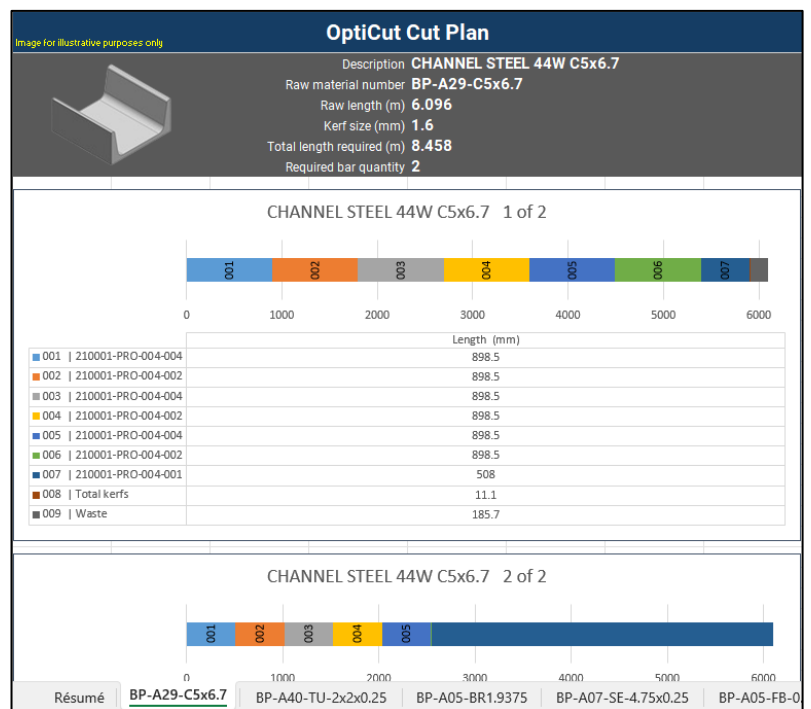 OptiCut Cut Plan
Image for illustrative purposes only
Description CHANNEL STEEL 44W C5x6.7
Raw material number BP-A29-C5x6.7
Raw length (m) 6.096
Kerf size (mm) 1.6
Total length required (m) 8.458
Required bar quantity 2
CHANNEL STEEL 44W C5x6.7 1 of 2
001 002 003 004 005 006 007
0 1000 2000 3000 4000 5000 6000
Length (mm)
001 | 210001-PRO-004-004 898.5
002 | 210001-PRO-004-002 898.5
003 | 210001-PRO-004-004 898.5
004 | 210001-PRO-004-002 898.5
005 | 210001-PRO-004-004 898.5
006 | 210001-PRO-004-002 898.5
007 | 210001-PRO-004-001 508
008 | Total kerfs 11.1
009 | Waste 185.7
CHANNEL STEEL 44W C5x6.7 2 of 2
001 002 003 004 005
0 1000 2000 3000 4000 5000 6000
Résumé BP-A29-C5x6.7 BP-A40-TU-2x2x0.25 BP-A05-BR1.9375 BP-A07-SE-4.75x0.25 BP-A05-FB-0.